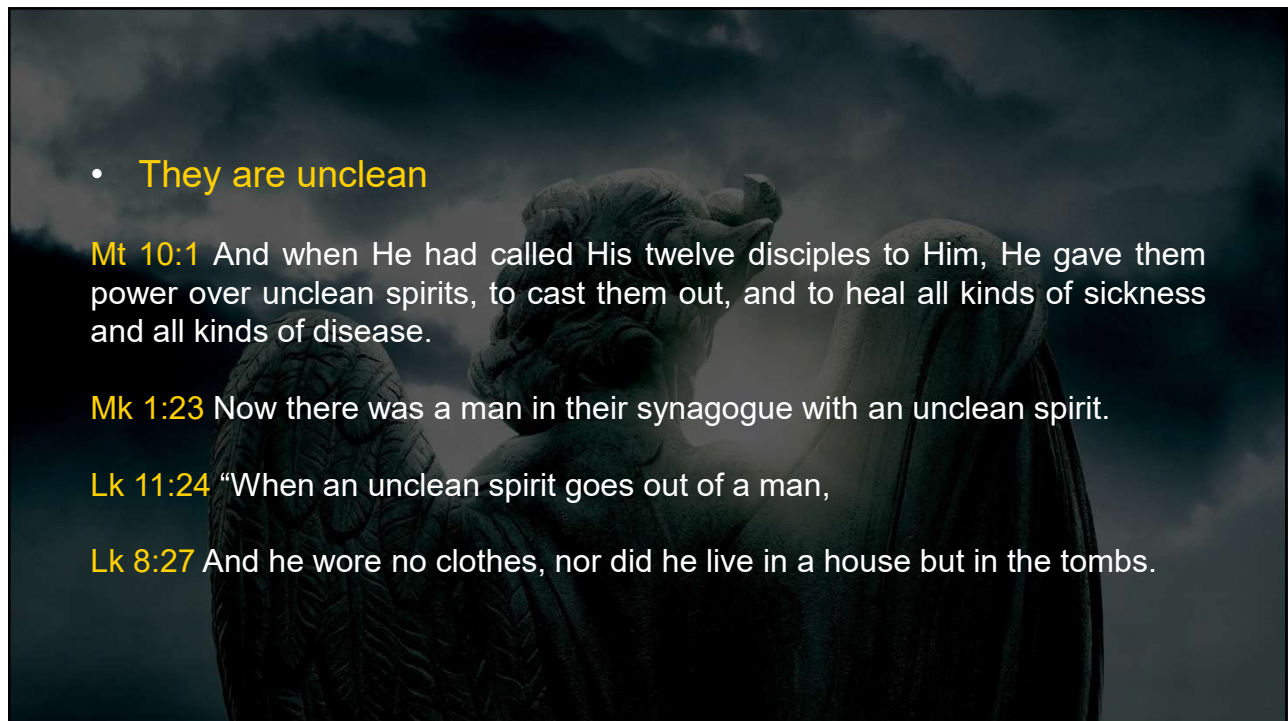 • They are unclean
Mt 10:1 And when He had called His twelve disciples to Him, He gave them
power over unclean spirits, to cast them out, and to heal all kinds of sickness
and all kinds of disease.
Mk 1:23 Now there was a man in their synagogue with an unclean spirit.
Lk 11:24 “When an unclean spirit goes out of a man,
Lk 8:27 And he wore no clothes, nor did he live in a house but in the tombs.